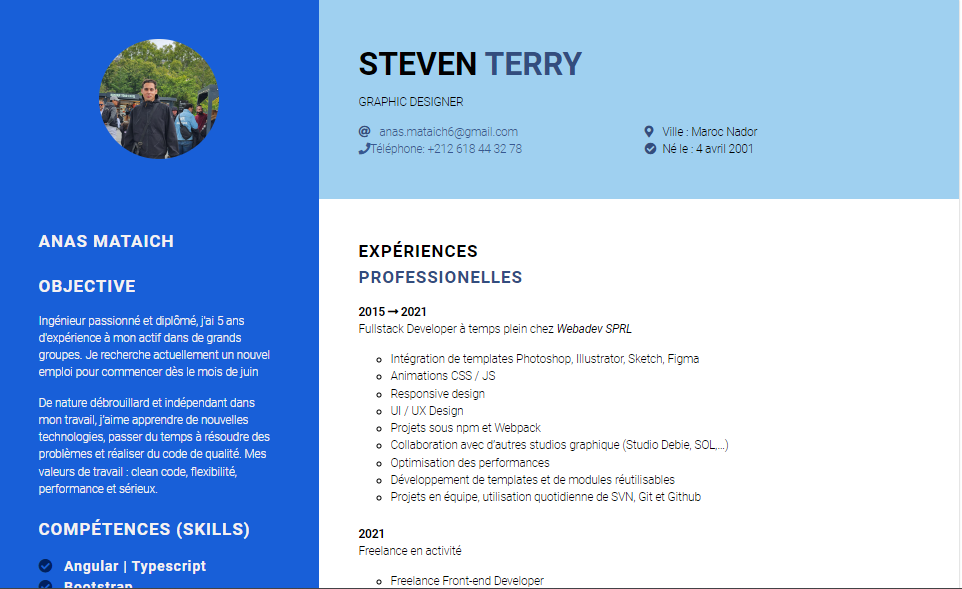 STEVEN TERRY
GRAPHIC DESIGNER
anas.mataich6@gmail.com
Téléphone: +212 618 44 32 78
Ville : Maroc Nador
Né le : 4 avril 2001
ANAS MATAICH
OBJECTIVE
Ingénieur passionné et diplômé, j'ai 5 ans
d'expérience à mon actif dans de grands
groupes. Je recherche actuellement un nouvel
emploi pour commencer dès le mois de juin
De nature débrouillard et indépendant dans
mon travail, j'aime apprendre de nouvelles
technologies, passer du temps à résoudre des
problèmes et réaliser du code de qualité. Mes
valeurs de travail : clean code, flexibilité,
performance et sérieux.
COMPÉTENCES (SKILLS)
Angular | Typescript
Bootstrap
EXPÉRIENCES
PROFESSIONELLES
2015 → 2021
Fullstack Developer à temps plein chez Webadev SPRL
Intégration de templates Photoshop, Illustrator, Sketch, Figma
Animations CSS / JS
Responsive design
UI / UX Design
Projets sous npm et Webpack
Collaboration avec d'autres studios graphique (Studio Debie, SOL,...)
Optimisation des performances
Développement de templates et de modules réutilisables
Projets en équipe, utilisation quotidienne de SVN, Git et Github
2021
Freelance en activité
Freelance Front-end Developer